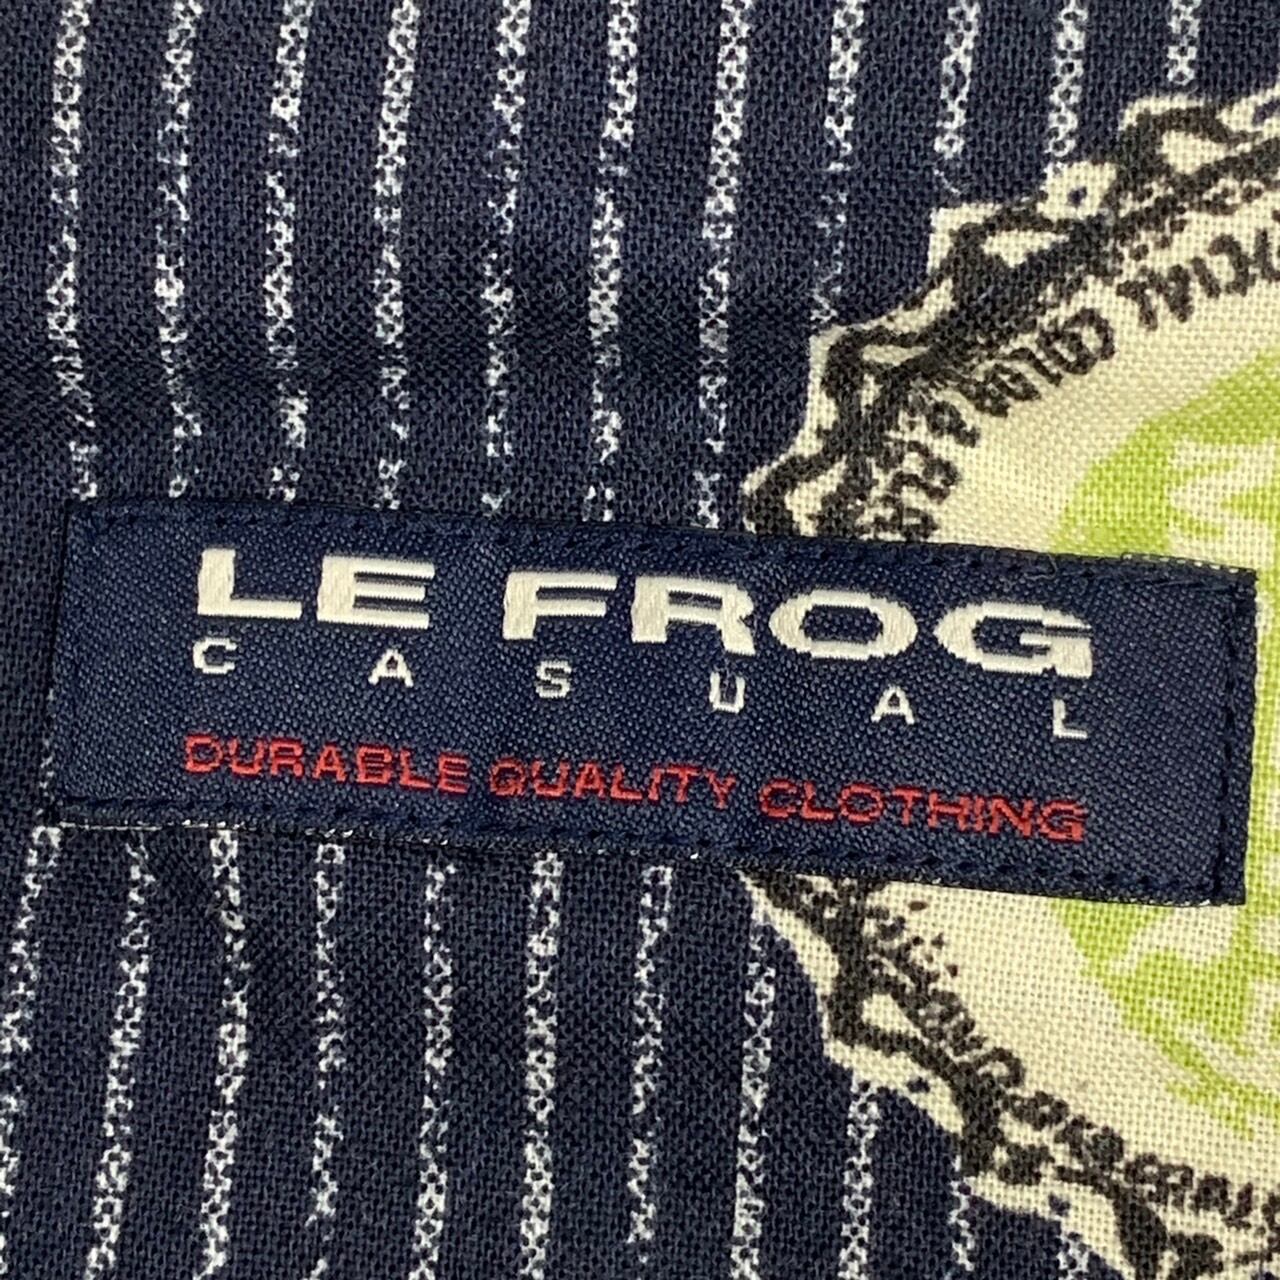 LE FROG
CASUAL
DURABLE QUALITY CLOTHING